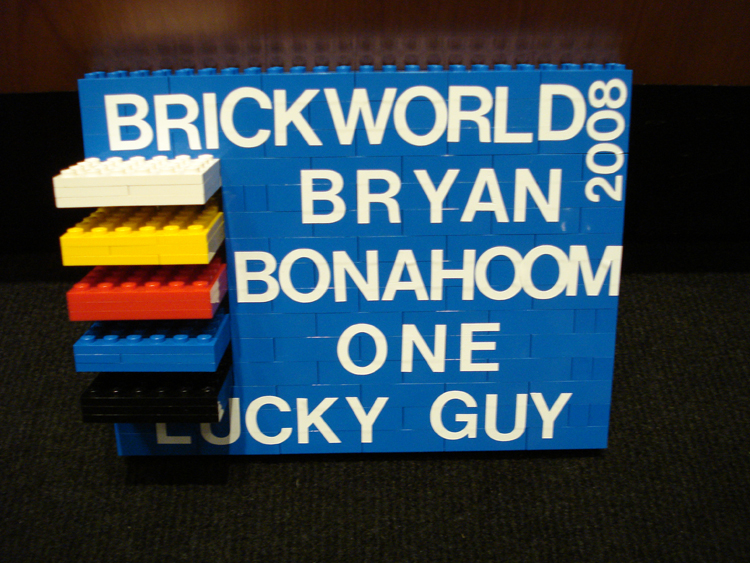 BRICKWORLD
2008
BRYAN
BONAHOOM
ONE
LUCKY GUY